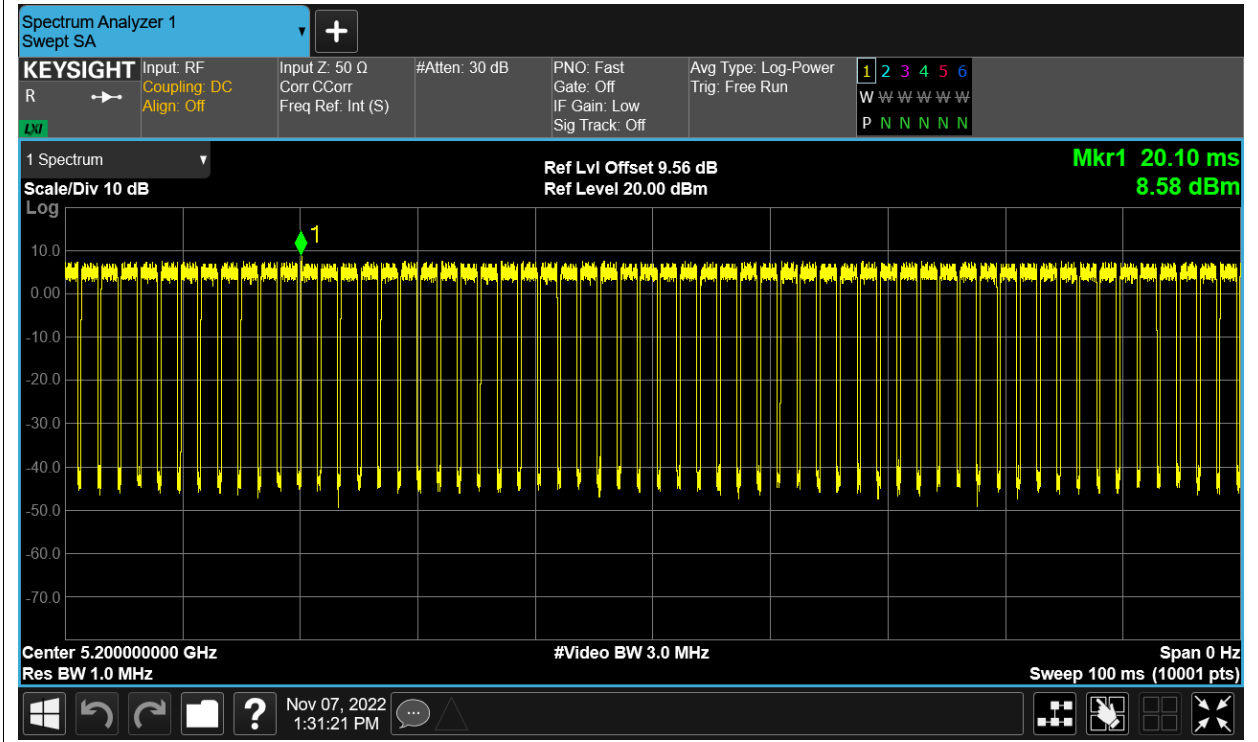 Spectrum Analyzer 1
Swept SA
+
KEYSIGHT
R
LXI
Input: RF
Coupling: DC
Align: Off
Input Z: 50 Ω
Corr CCorr
Freq Ref: Int (S)
#Atten: 30 dB
PNO: Fast
Gate: Off
IF Gain: Low
Sig Track: Off
Avg Type: Log-Power
Trig: Free Run
1 2 3 4 5 6
W W W W W W
P N N N N N
1 Spectrum
Scale/Div 10 dB
Log
Ref Lvl Offset 9.56 dB
Ref Level 20.00 dBm
Mkr1 20.10 ms
8.58 dBm
1
10.0
0.00
-10.0
-20.0
-30.0
-40.0
-50.0
-60.0
-70.0
Center 5.200000000 GHz
Res BW 1.0 MHz
#Video BW 3.0 MHz
Span 0 Hz
Sweep 100 ms (10001 pts)
?
Nov 07, 2022
1:31:21 PM